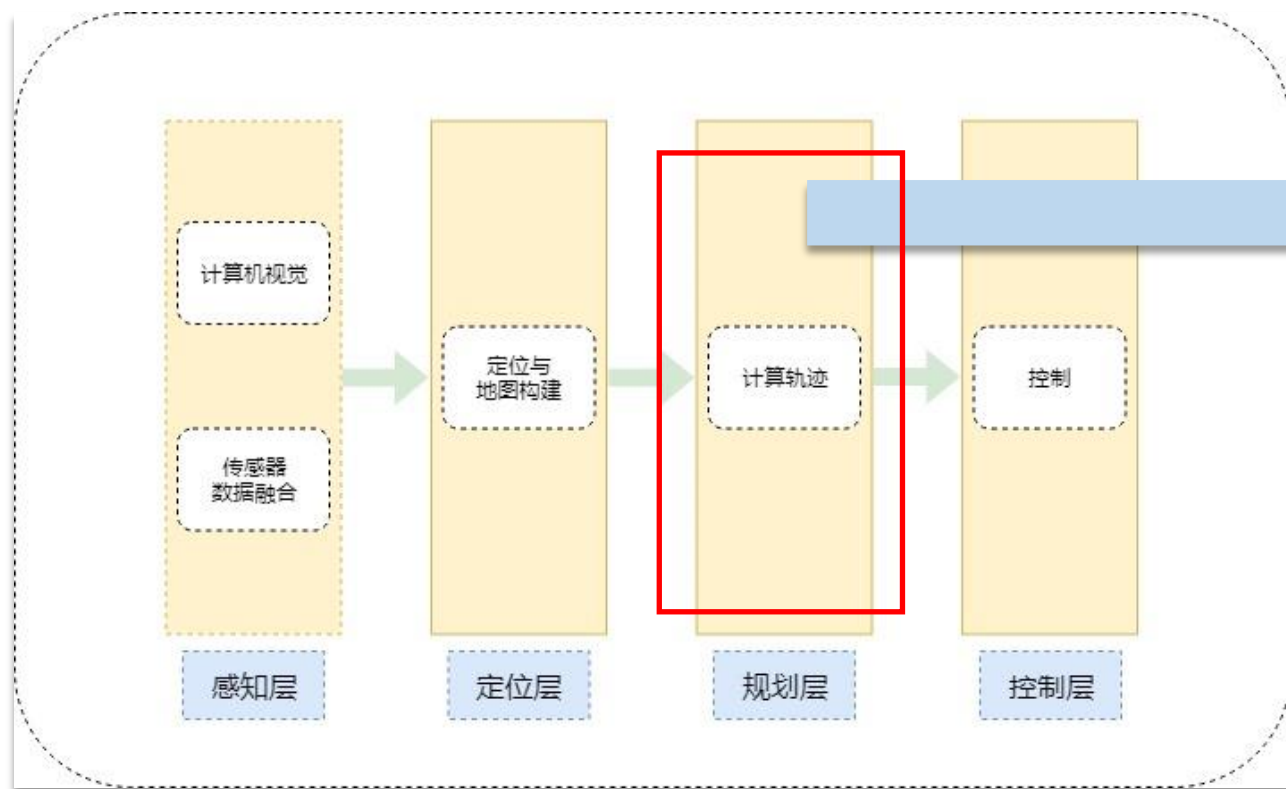 计算机视觉
传感器
数据融合
定位与
地图构建
计算轨迹
控制
感知层
定位层
规划层
控制层